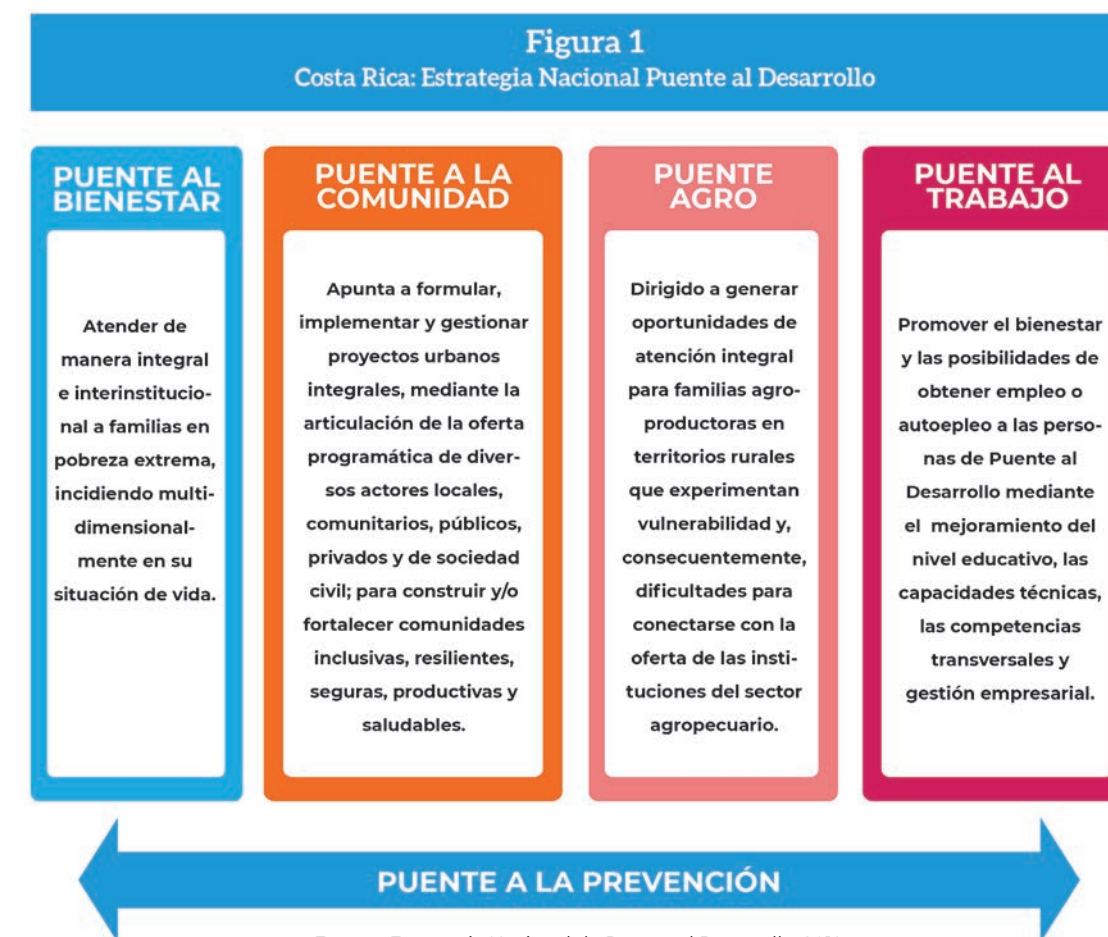 Figura 1
Costa Rica: Estrategia Nacional Puente al Desarrollo
PUENTE AL
BIENESTAR
Atender de
manera integral
e interinstitucio-
nal a familias en
pobreza extrema,
incidiendo multi-
dimensional-
mente en su
situación de vida.
PUENTE A LA
COMUNIDAD
Apunta a formular,
implementar y gestionar
proyectos urbanos
integrales, mediante la
articulación de la oferta
programática de diver-
sos actores locales,
comunitarios, públicos,
privados y de sociedad
civil; para construir y/o
fortalecer comunidades
inclusivas, resilientes,
seguras, productivas y
saludables.
PUENTE
AGRO
Dirigido a generar
oportunidades de
atención integral
para familias agro-
productoras en
territorios rurales
que experimentan
vulnerabilidad y,
consecuentemente,
dificultades para
conectarse con la
oferta de las insti-
tuciones del sector
agropecuario.
PUENTE AL
TRABAJO
Promover el bienestar
y las posibilidades de
obtener empleo o
autoepleo a las perso-
nas de Puente al
Desarrollo mediante
el mejoramiento del
nivel educativo, las
capacidades técnicas,
las competencias
transversales y
gestión empresarial.
PUENTE A LA PREVENCIÓN